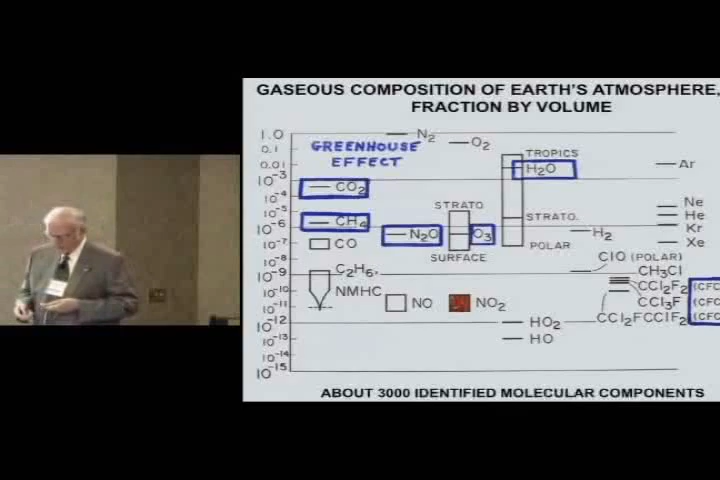 GASEOUS COMPOSITION OF EARTH'S ATMOSPHERE,
FRACTION BY VOLUME
1.0
0.1
0.01
10⁻³
10⁻⁴
10⁻⁵
10⁻⁶
10⁻⁷
10⁻⁹
10⁻¹⁰
10⁻¹¹
10⁻¹²
10⁻¹³
10⁻¹⁴
10⁻¹⁵
GREENHOUSE
EFFECT
CO₂
CH₄
CO
C₂H₆,
NMHC
N₂
O₂
STRATO
N₂O
O₃
SURFACE
NO
NO₂
TROPICS
H₂O
STRATO.
POLAR
HO₂
HO
H₂
Ar
Ne
He
Kr
Xe
ClO (POLAR)
CH₃Cl
CCl₂F₂ (CFC
CCl₃F (CFC
CCl₂FCClF₂ (CFC
ABOUT 3000 IDENTIFIED MOLECULAR COMPONENTS